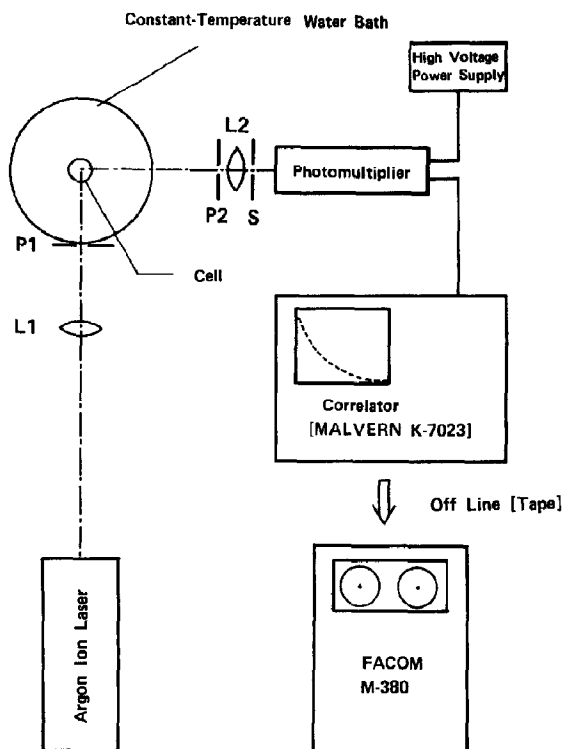 Constant-Temperature Water Bath
High Voltage
Power Supply
L2
Photomultiplier
P2
S
P1
Cell
L1
Correlator
[MALVERN K-7023]
Off Line [Tape]
Argon Ion Laser
FACOM
M-380